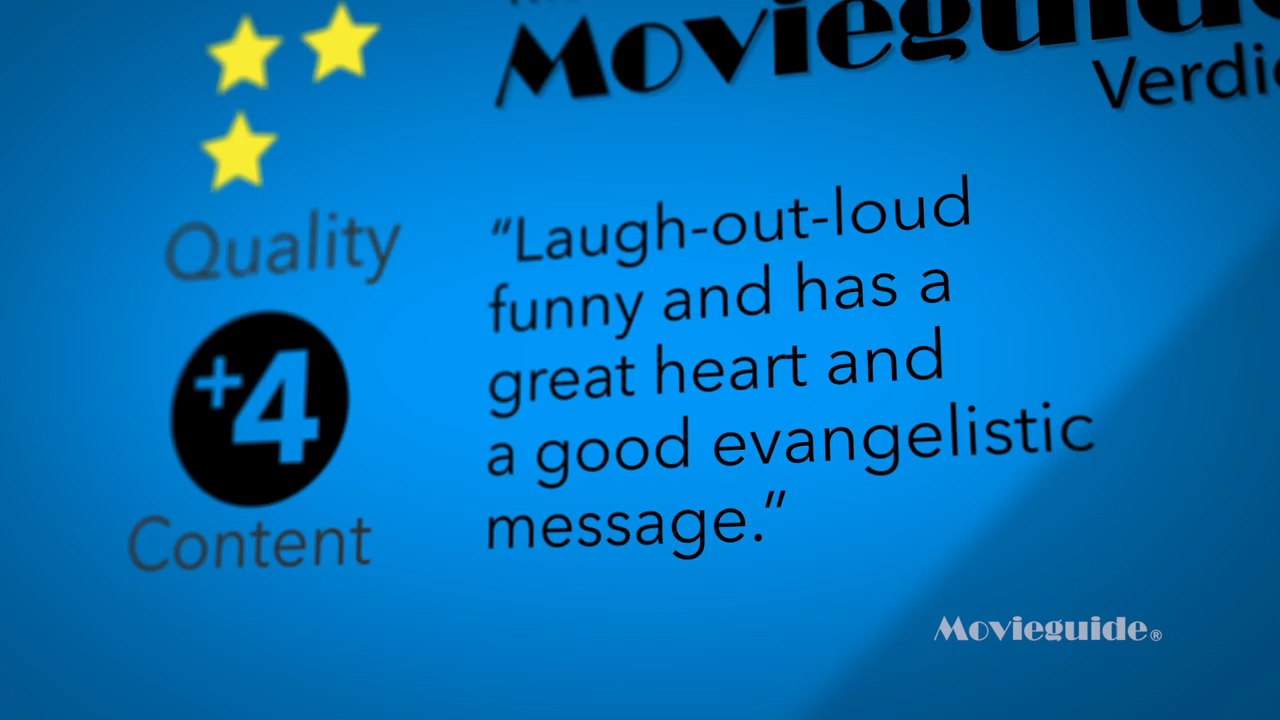 Movieguide
Verdi
Quality
+4
Content
“Laugh-out-loud
funny and has a
great heart and
a good evangelistic
message.”
Movieguide®